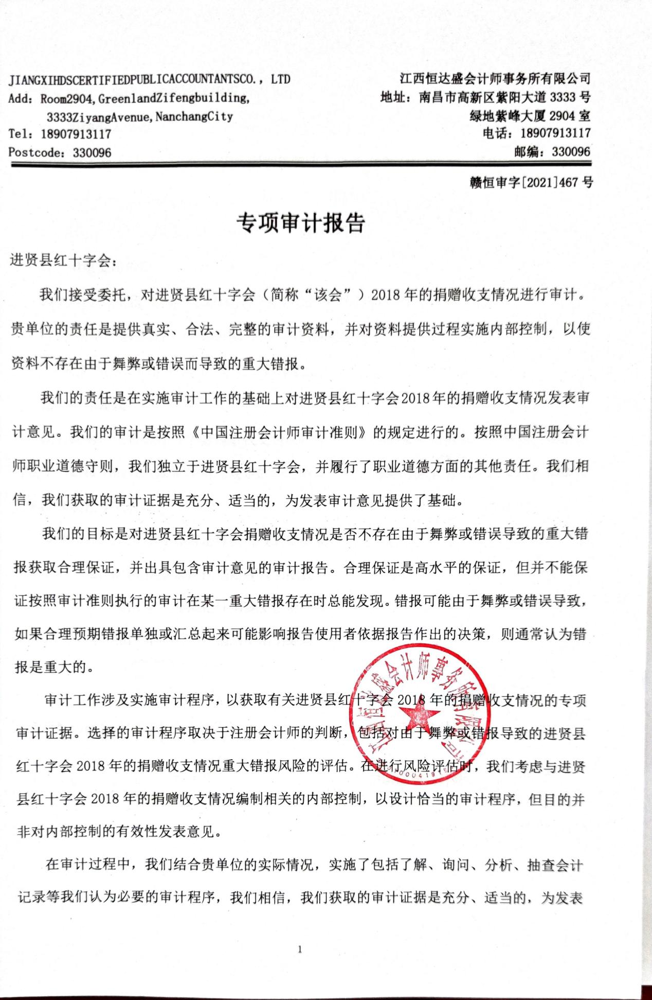 JIANGXIHDSCERTIFIEDPUBLICACCOUNTANTSCO.，LTD
Add：Room2904,GreenlandZifengbuilding,
3333ZiyangAvenue,NanchangCity
Tel：18907913117
Postcode：330096
江西恒达盛会计师事务所有限公司
地址：南昌市高新区紫阳大道 3333 号
绿地紫峰大厦 2904 室
电话：18907913117
邮编：330096
赣恒审字[2021]467 号
专项审计报告
进贤县红十字会：
我们接受委托，对进贤县红十字会（简称“该会”）2018 年的捐赠收支情况进行审计。
贵单位的责任是提供真实、合法、完整的审计资料，并对资料提供过程实施内部控制，以使
资料不存在由于舞弊或错误而导致的重大错报。
我们的责任是在实施审计工作的基础上对进贤县红十字会2018年的捐赠收支情况发表审
计意见。我们的审计是按照《中国注册会计师审计准则》的规定进行的。按照中国注册会计
师职业道德守则，我们独立于进贤县红十字会，并履行了职业道德方面的其他责任。我们相
信，我们获取的审计证据是充分、适当的，为发表审计意见提供了基础。
我们的目标是对进贤县红十字会捐赠收支情况是否不存在由于舞弊或错误导致的重大错
报获取合理保证，并出具包含审计意见的审计报告。合理保证是高水平的保证，但并不能保
证按照审计准则执行的审计在某一重大错报存在时总能发现。错报可能由于舞弊或错误导致，
如果合理预期错报单独或汇总起来可能影响报告使用者依据报告作出的决策，则通常认为错
报是重大的。
审计工作涉及实施审计程序，以获取有关进贤县红十字会 2018 年的捐赠收支情况的专项
审计证据。选择的审计程序取决于注册会计师的判断，包括对由于舞弊或错报导致的进贤县
红十字会 2018 年的捐赠收支情况重大错报风险的评估。在进行风险评估时，我们考虑与进贤
县红十字会 2018 年的捐赠收支情况编制相关的内部控制，以设计恰当的审计程序，但目的并
非对内部控制的有效性发表意见。
在审计过程中，我们结合贵单位的实际情况，实施了包括了解、询问、分析、抽查会计
记录等我们认为必要的审计程序，我们相信，我们获取的审计证据是充分、适当的，为发表
江西恒达盛会计师事务所有限公司
1